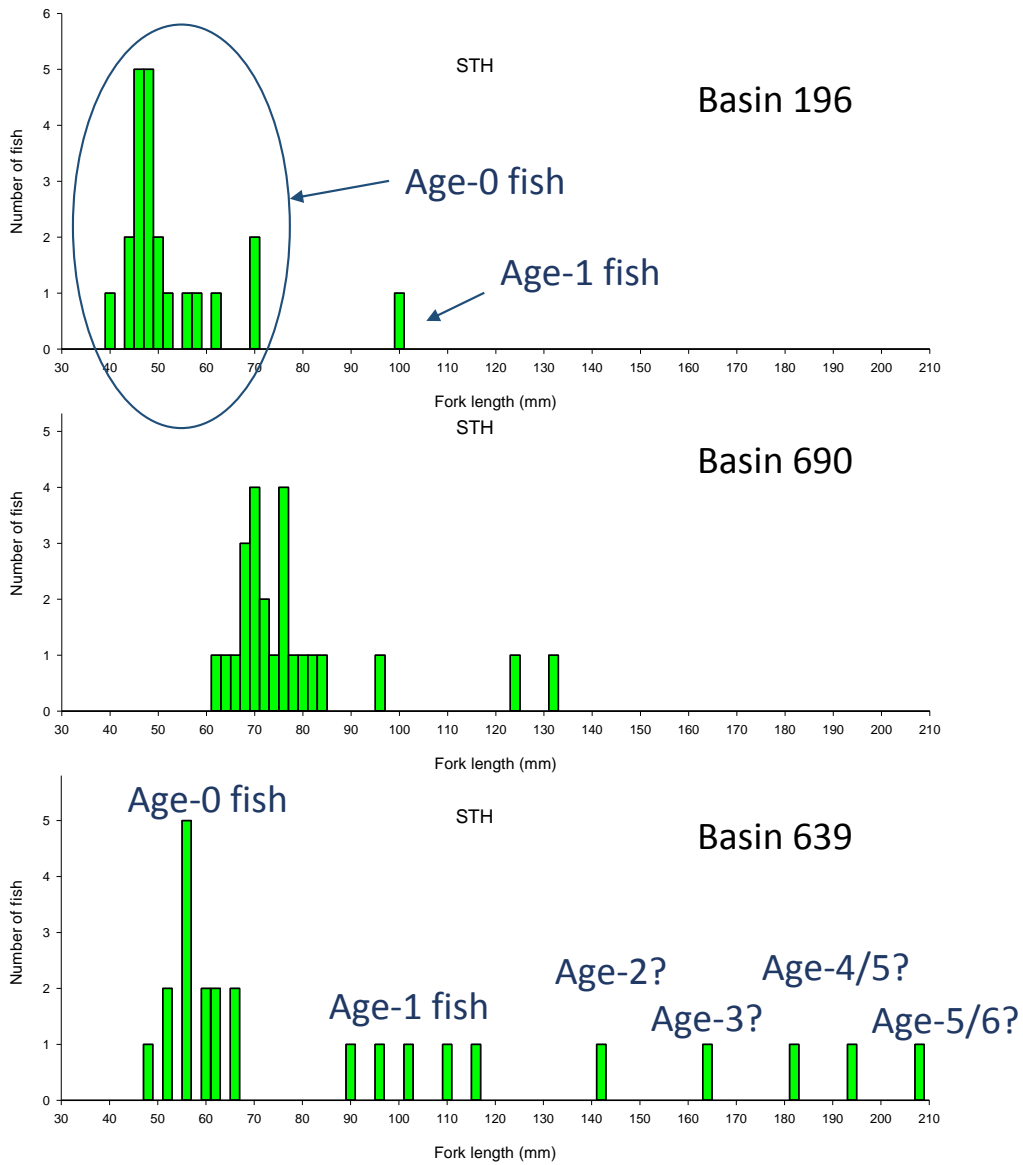 6
5
4
3
2
1
0
Number of fish
STH
Basin 196
Age-0 fish
Age-1 fish
30 40 50 60 70 80 90 100 110 120 130 140 150 160 170 180 190 200 210
Fork length (mm)
STH
Basin 690
5
4
3
2
1
0
Number of fish
30 40 50 60 70 80 90 100 110 120 130 140 150 160 170 180 190 200 210
Fork length (mm)
Age-0 fish
STH
Basin 639
5
4
3
2
1
0
Number of fish
Age-1 fish
Age-2?
Age-3?
Age-4/5?
Age-5/6?
30 40 50 60 70 80 90 100 110 120 130 140 150 160 170 180 190 200 210
Fork length (mm)